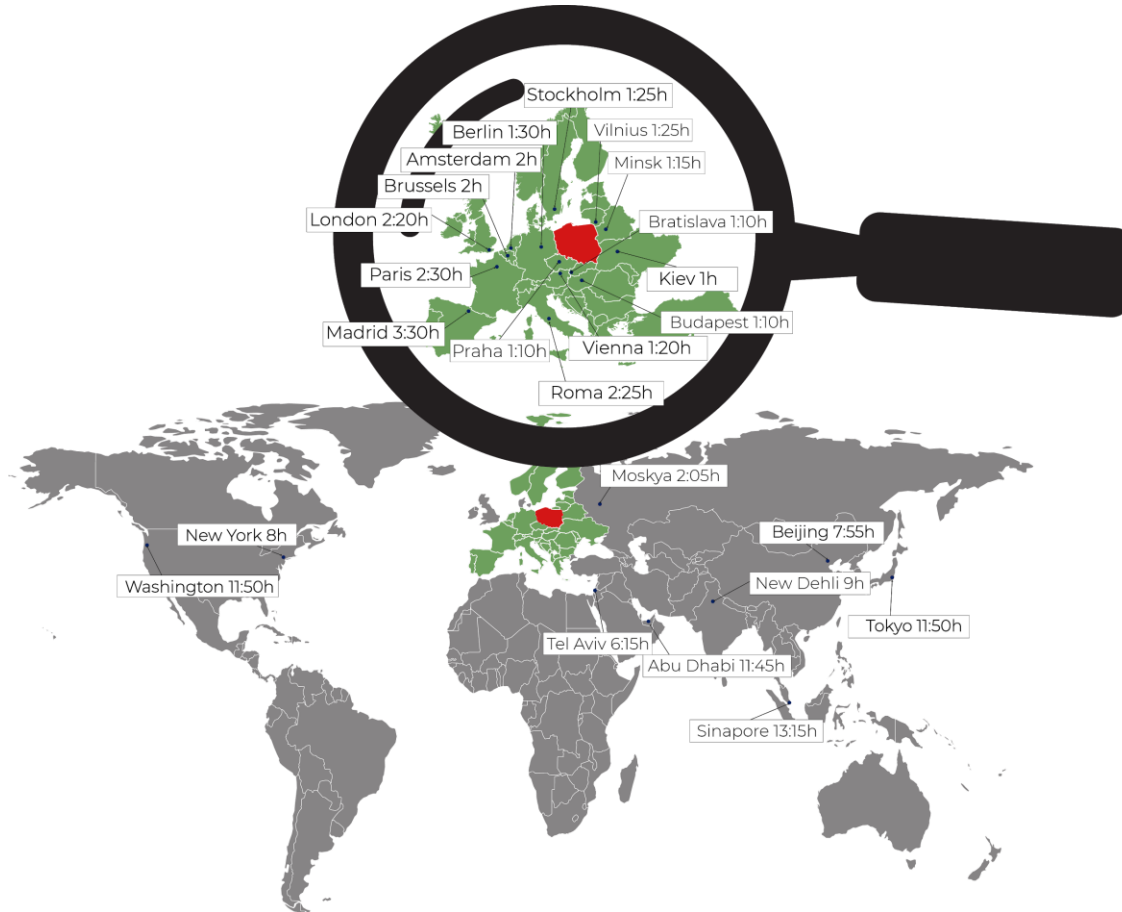 Stockholm 1:25h
Berlin 1:30h
Vilnius 1:25h
Amsterdam 2h
Minsk 1:15h
Brussels 2h
London 2:20h
Bratislava 1:10h
Paris 2:30h
Kiev 1h
Madrid 3:30h
Budapest 1:10h
Praha 1:10h
Vienna 1:20h
Roma 2:25h
Moskya 2:05h
New York 8h
Beijing 7:55h
Washington 11:50h
New Dehli 9h
Tokyo 11:50h
Tel Aviv 6:15h
Abu Dhabi 11:45h
Sinapore 13:15h